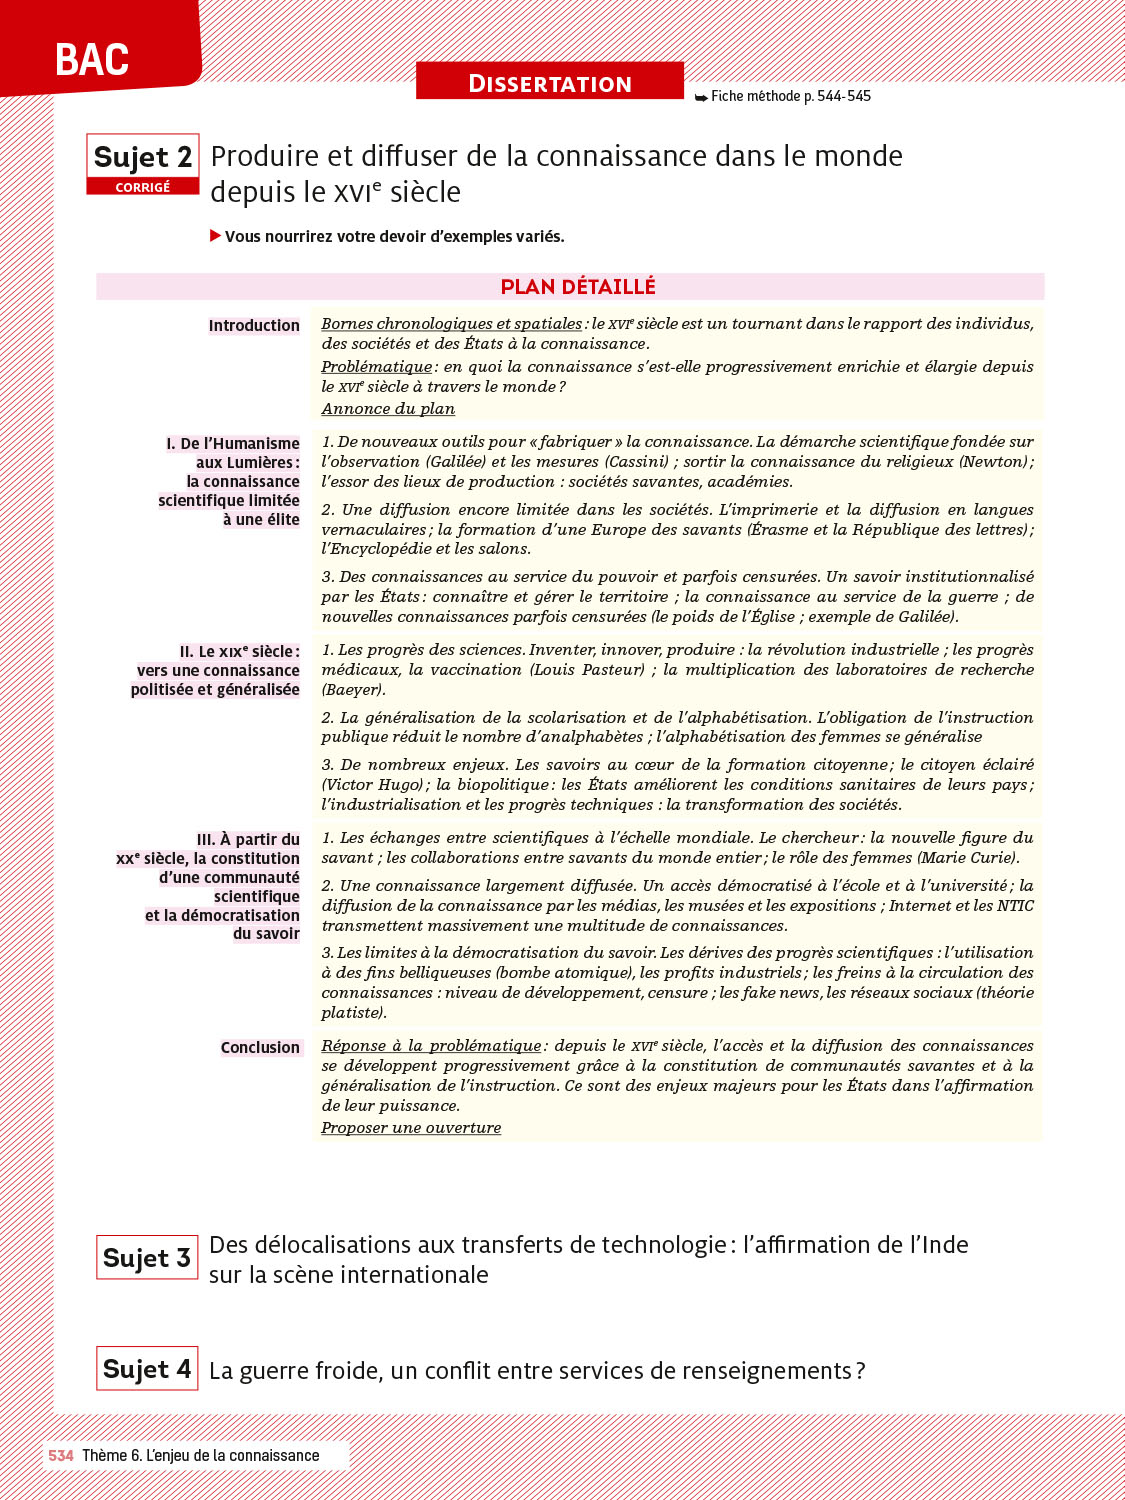 BAC
DISSERTATION
➥ Fiche méthode p. 544-545
Sujet 2
CORRIGÉ
Produire et diffuser de la connaissance dans le monde
depuis le XVIe siècle
▶ Vous nourrirez votre devoir d’exemples variés.
PLAN DÉTAILLÉ
Introduction
Bornes chronologiques et spatiales : le XVIe siècle est un tournant dans le rapport des individus,
des sociétés et des États à la connaissance.
Problématique : en quoi la connaissance s’est-elle progressivement enrichie et élargie depuis
le XVIe siècle à travers le monde ?
Annonce du plan
I. De l’Humanisme
aux Lumières :
la connaissance
scientifique limitée
à une élite
1. De nouveaux outils pour « fabriquer » la connaissance. La démarche scientifique fondée sur
l’observation (Galilée) et les mesures (Cassini) ; sortir la connaissance du religieux (Newton) ;
l’essor des lieux de production : sociétés savantes, académies.
2. Une diffusion encore limitée dans les sociétés. L’imprimerie et la diffusion en langues
vernaculaires ; la formation d’une Europe des savants (Érasme et la République des lettres) ;
l’Encyclopédie et les salons.
3. Des connaissances au service du pouvoir et parfois censurées. Un savoir institutionnalisé
par les États : connaître et gérer le territoire ; la connaissance au service de la guerre ; de
nouvelles connaissances parfois censurées (le poids de l’Église ; exemple de Galilée).
II. Le XIXe siècle :
vers une connaissance
politisée et généralisée
1. Les progrès des sciences. Inventer, innover, produire : la révolution industrielle ; les progrès
médicaux, la vaccination (Louis Pasteur) ; la multiplication des laboratoires de recherche
(Baeyer).
2. La généralisation de la scolarisation et de l’alphabétisation. L’obligation de l’instruction
publique réduit le nombre d’analphabètes ; l’alphabétisation des femmes se généralise
3. De nombreux enjeux. Les savoirs au cœur de la formation citoyenne ; le citoyen éclairé
(Victor Hugo) ; la biopolitique : les États améliorent les conditions sanitaires de leurs pays ;
l’industrialisation et les progrès techniques : la transformation des sociétés.
III. À partir du
XXe siècle, la constitution
d’une communauté
scientifique
et la démocratisation
du savoir
1. Les échanges entre scientifiques à l’échelle mondiale. Le chercheur : la nouvelle figure du
savant ; les collaborations entre savants du monde entier ; le rôle des femmes (Marie Curie).
2. Une connaissance largement diffusée. Un accès démocratisé à l’école et à l’université ; la
diffusion de la connaissance par les médias, les musées et les expositions ; Internet et les NTIC
transmettent massivement une multitude de connaissances.
3. Les limites à la démocratisation du savoir. Les dérives des progrès scientifiques : l’utilisation
à des fins belliqueuses (bombe atomique), les profits industriels ; les freins à la circulation des
connaissances : niveau de développement, censure ; les fake news, les réseaux sociaux (théorie
platiste).
Conclusion
Réponse à la problématique : depuis le XVIe siècle, l’accès et la diffusion des connaissances
se développent progressivement grâce à la constitution de communautés savantes et à la
généralisation de l’instruction. Ce sont des enjeux majeurs pour les États dans l’affirmation
de leur puissance.
Proposer une ouverture
Sujet 3
Des délocalisations aux transferts de technologie : l’affirmation de l’Inde
sur la scène internationale
Sujet 4
La guerre froide, un conflit entre services de renseignements ?
534 Thème 6. L’enjeu de la connaissance